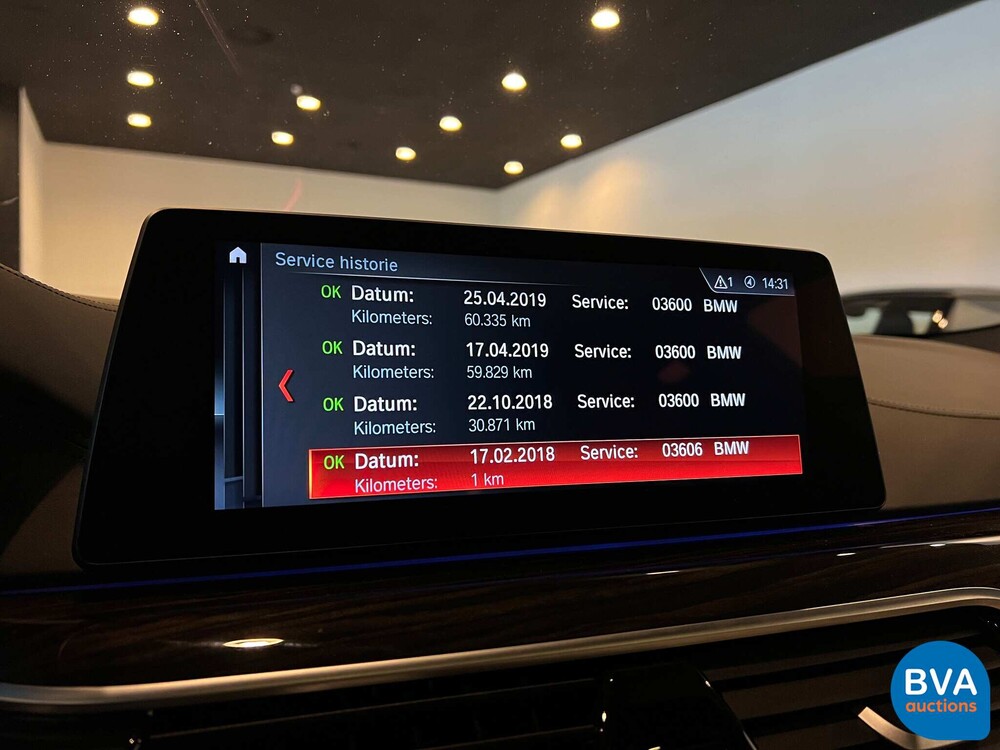 Service historie
1 4 14:31
OK Datum: 25.04.2019 Service: 03600 BMW
Kilometers: 60.335 km
OK Datum: 17.04.2019 Service: 03600 BMW
Kilometers: 59.829 km
OK Datum: 22.10.2018 Service: 03600 BMW
Kilometers: 30.871 km
OK Datum: 17.02.2018 Service: 03606 BMW
Kilometers: 1 km
BVA
auctions